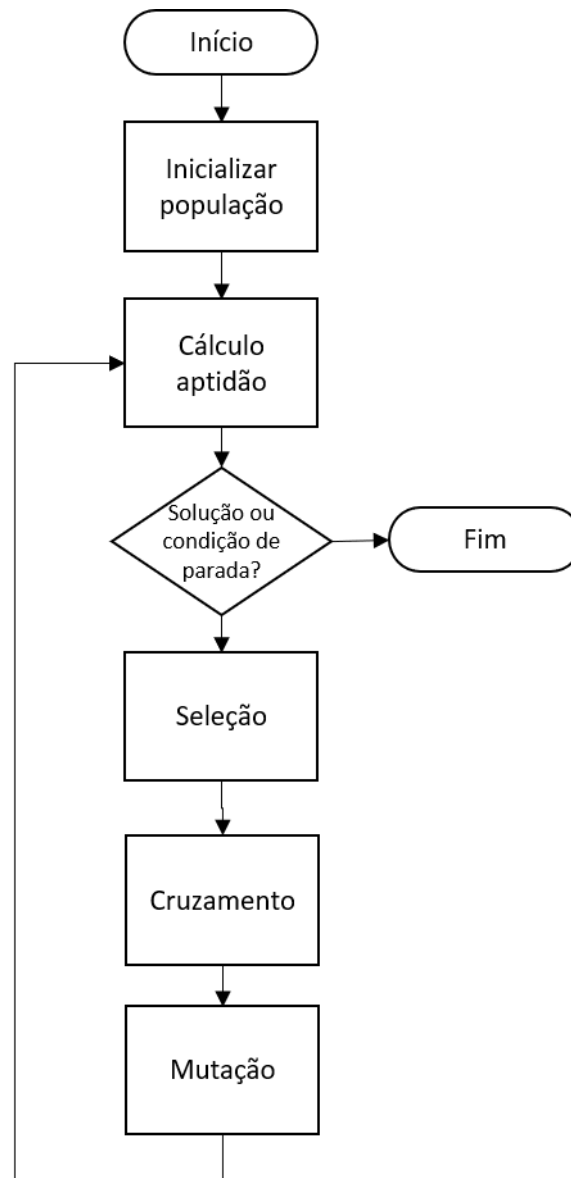 Início
Inicializar
população
Cálculo
aptidão
Solução ou
condição de
parada?
Fim
Seleção
Cruzamento
Mutação